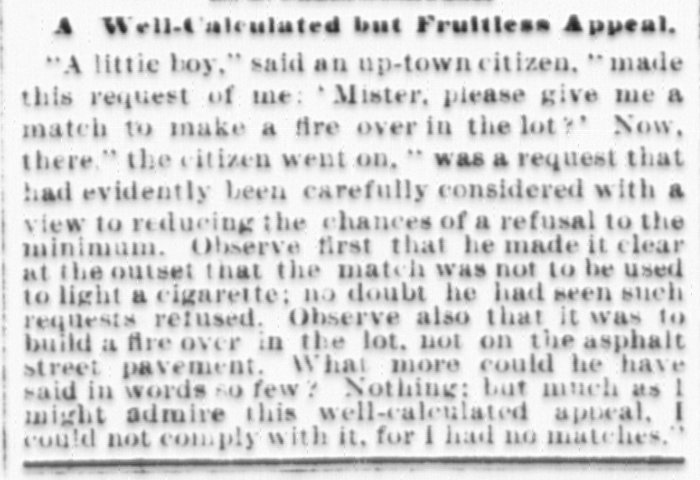 A Well-Calculated but Fruitless Appeal.
"A little boy," said an up-town citizen, "made
this request of me: 'Mister, please give me a
match to make a fire over in the lot?' Now,
there," the citizen went on, "was a request that
had evidently been carefully considered with a
view to reducing the chances of a refusal to the
minimum. Observe first that he made it clear
at the outset that the match was not to be used
to light a cigarette; no doubt he had seen such
requests refused. Observe also that it was to
build a fire over in the lot, not on the asphalt
street pavement. What more could he have
said in words so few? Nothing; but much as I
might admire this well-calculated appeal, I
could not comply with it, for I had no matches."